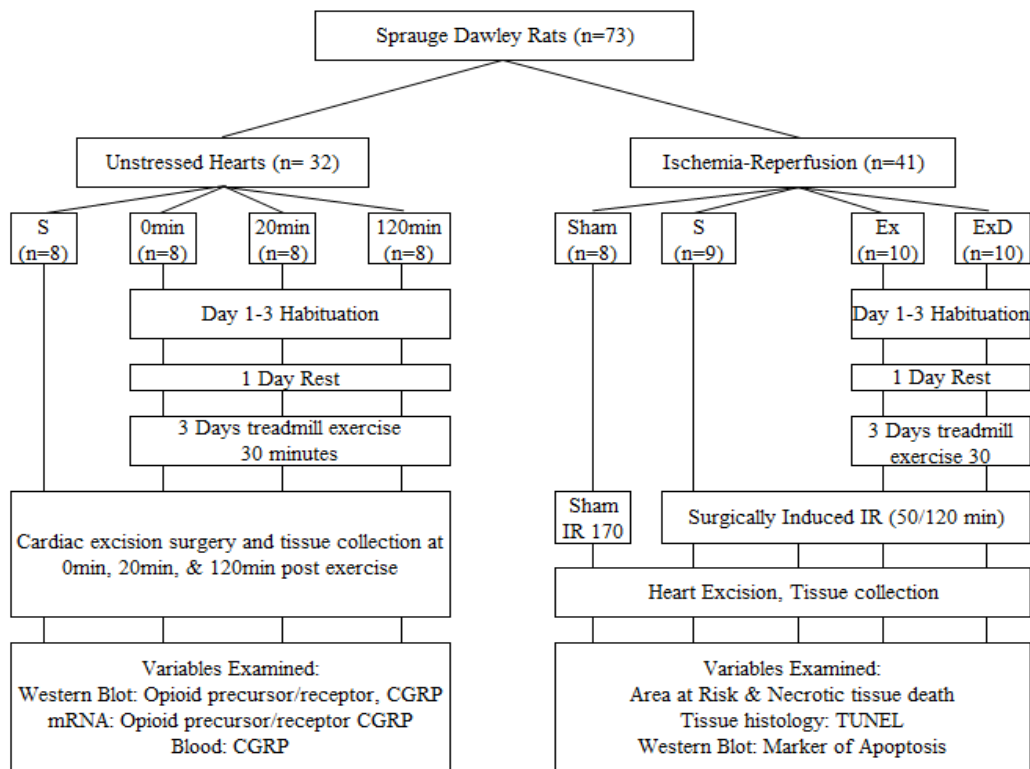 Sprauge Dawley Rats (n=73)
Unstressed Hearts (n= 32)
Ischemia-Reperfusion (n=41)
S
(n=8)
0min
(n=8)
20min
(n=8)
120min
(n=8)
Sham
(n=8)
S
(n=9)
Ex
(n=10)
ExD
(n=10)
Day 1-3 Habituation
Day 1-3 Habituation
1 Day Rest
1 Day Rest
3 Days treadmill exercise
30 minutes
3 Days treadmill
exercise 30
Cardiac excision surgery and tissue collection at
0min, 20min, & 120min post exercise
Sham
IR 170
Surgically Induced IR (50/120 min)
Heart Excision, Tissue collection
Variables Examined:
Western Blot: Opioid precursor/receptor, CGRP
mRNA: Opioid precursor/receptor CGRP
Blood: CGRP
Variables Examined:
Area at Risk & Necrotic tissue death
Tissue histology: TUNEL
Western Blot: Marker of Apoptosis